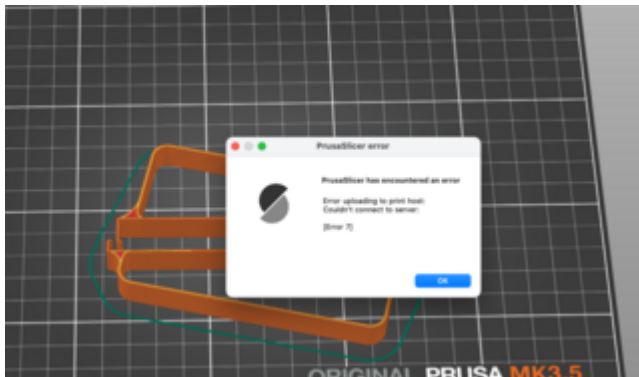 PrusaSlicer error
PrusaSlicer has encountered an error
Error uploading to print host:
Couldn't connect to server:
[Error 7]
OK
ORIGINAL PRUSA MK3.5